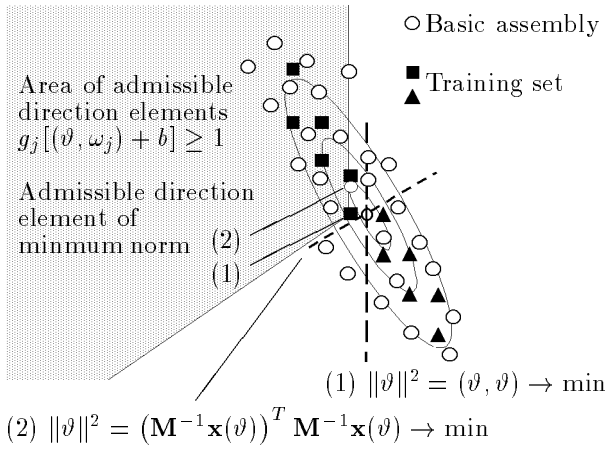 Basic assembly
Training set
Area of admissible
direction elements
g_j[(ϑ, ω_j) + b] ≥ 1
Admissible direction
element of
minmum norm
(2)
(1)
(1) ‖ϑ‖² = (ϑ, ϑ) → min
(2) ‖ϑ‖² = (M⁻¹x(ϑ))ᵀ M⁻¹x(ϑ) → min